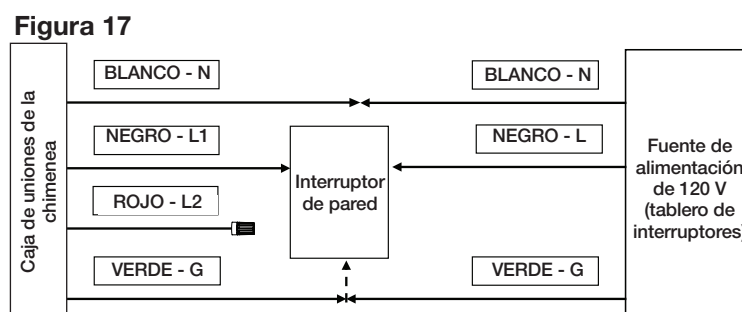 Figura 17
Caja de uniones de la
chimenea
BLANCO - N
NEGRO - L1
ROJO - L2
VERDE - G
Interruptor
de pared
BLANCO - N
NEGRO - L
VERDE - G
Fuente de
alimentación
de 120 V
(tablero de
interruptores)